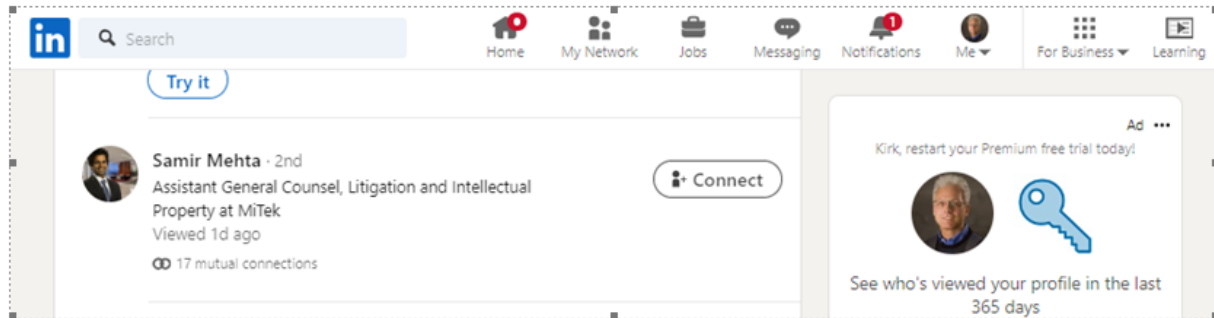 in
Search
Home
My Network
Jobs
Messaging
1
Notifications
Me
For Business
Learning
Try it
Samir Mehta · 2nd
Assistant General Counsel, Litigation and Intellectual
Property at MiTek
Viewed 1d ago
17 mutual connections
Connect
Ad
Kirk, restart your Premium free trial today!
See who's viewed your profile in the last
365 days